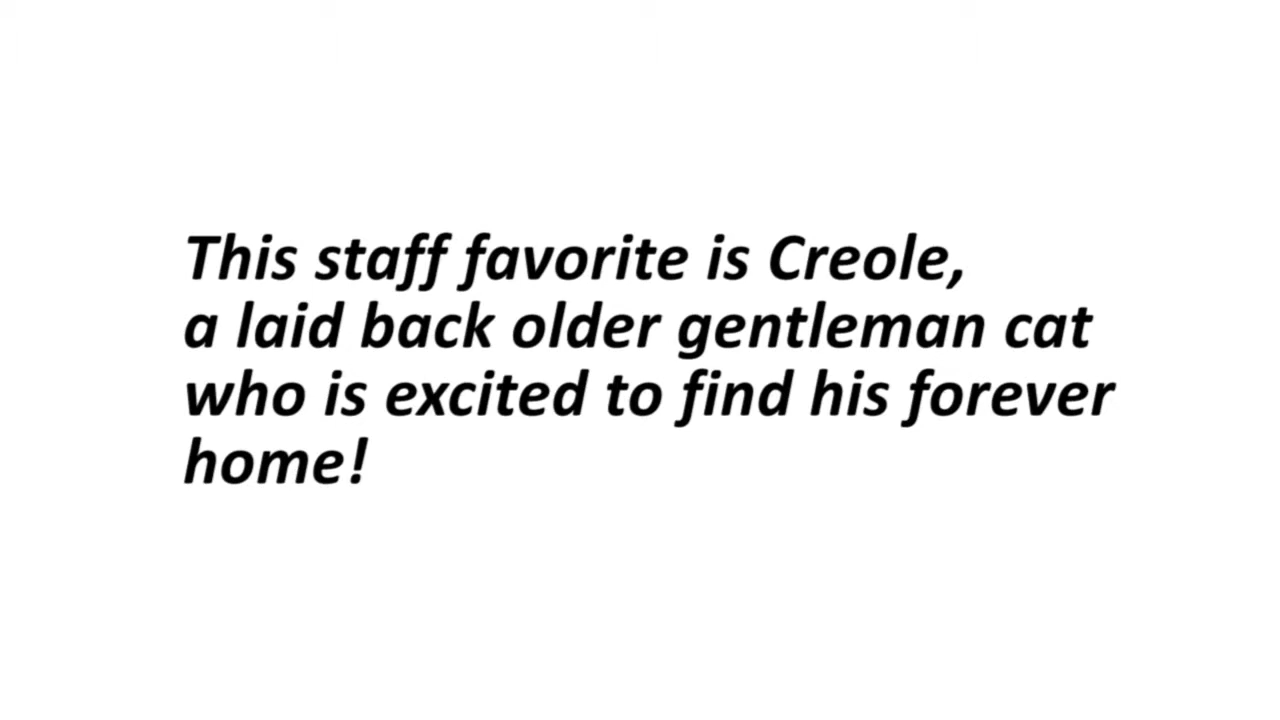 This staff favorite is Creole,
a laid back older gentleman cat
who is excited to find his forever
home!